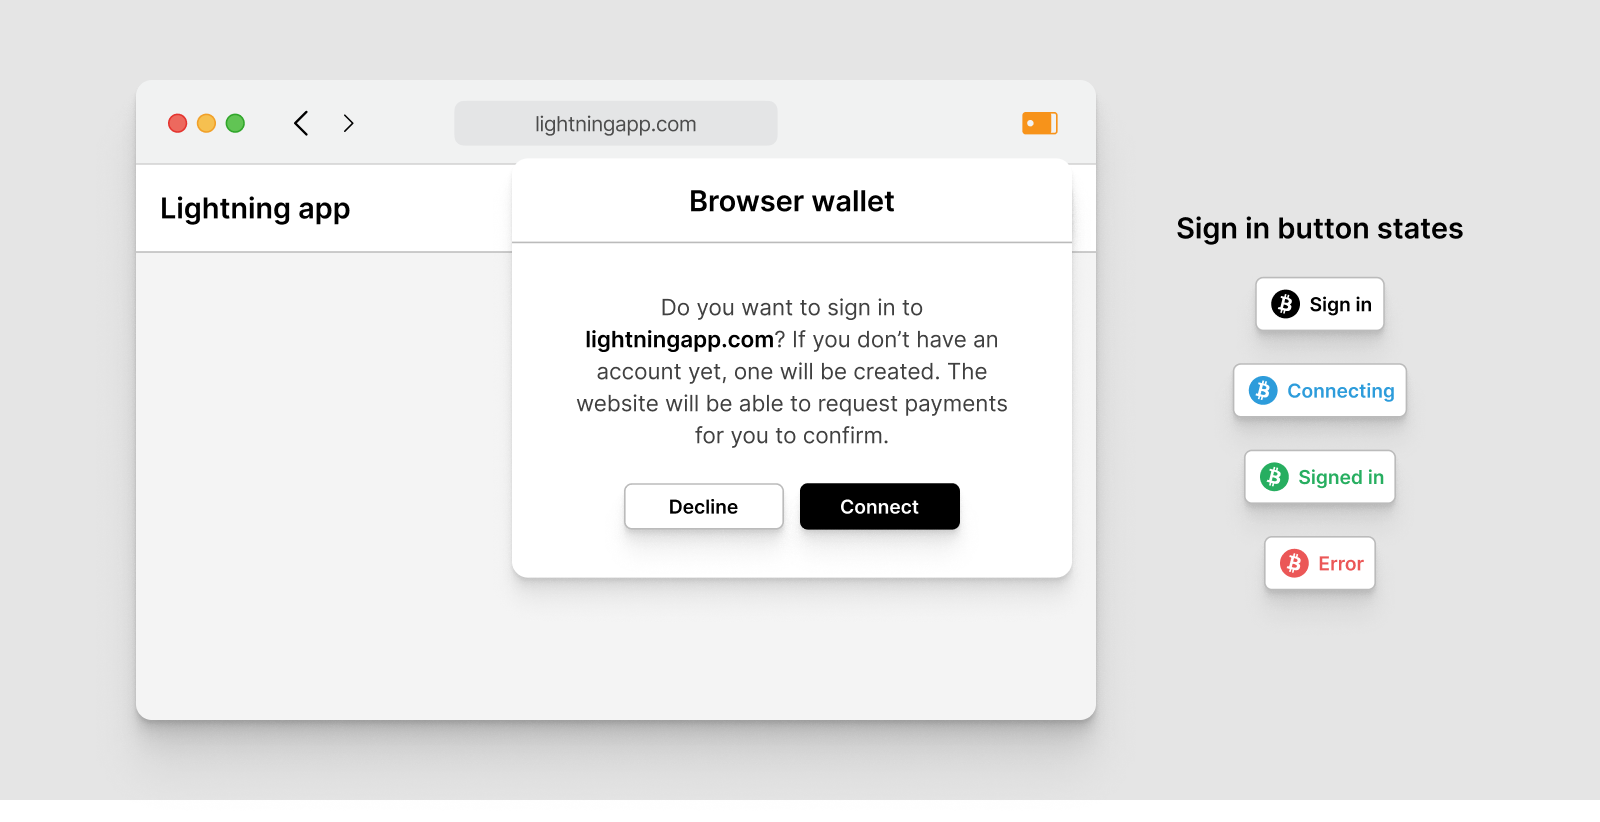 lightningapp.com
Lightning app
Browser wallet
Do you want to sign in to
lightningapp.com? If you don’t have an
account yet, one will be created. The
website will be able to request payments
for you to confirm.
Decline
Connect
Sign in button states
Sign in
Connecting
Signed in
Error